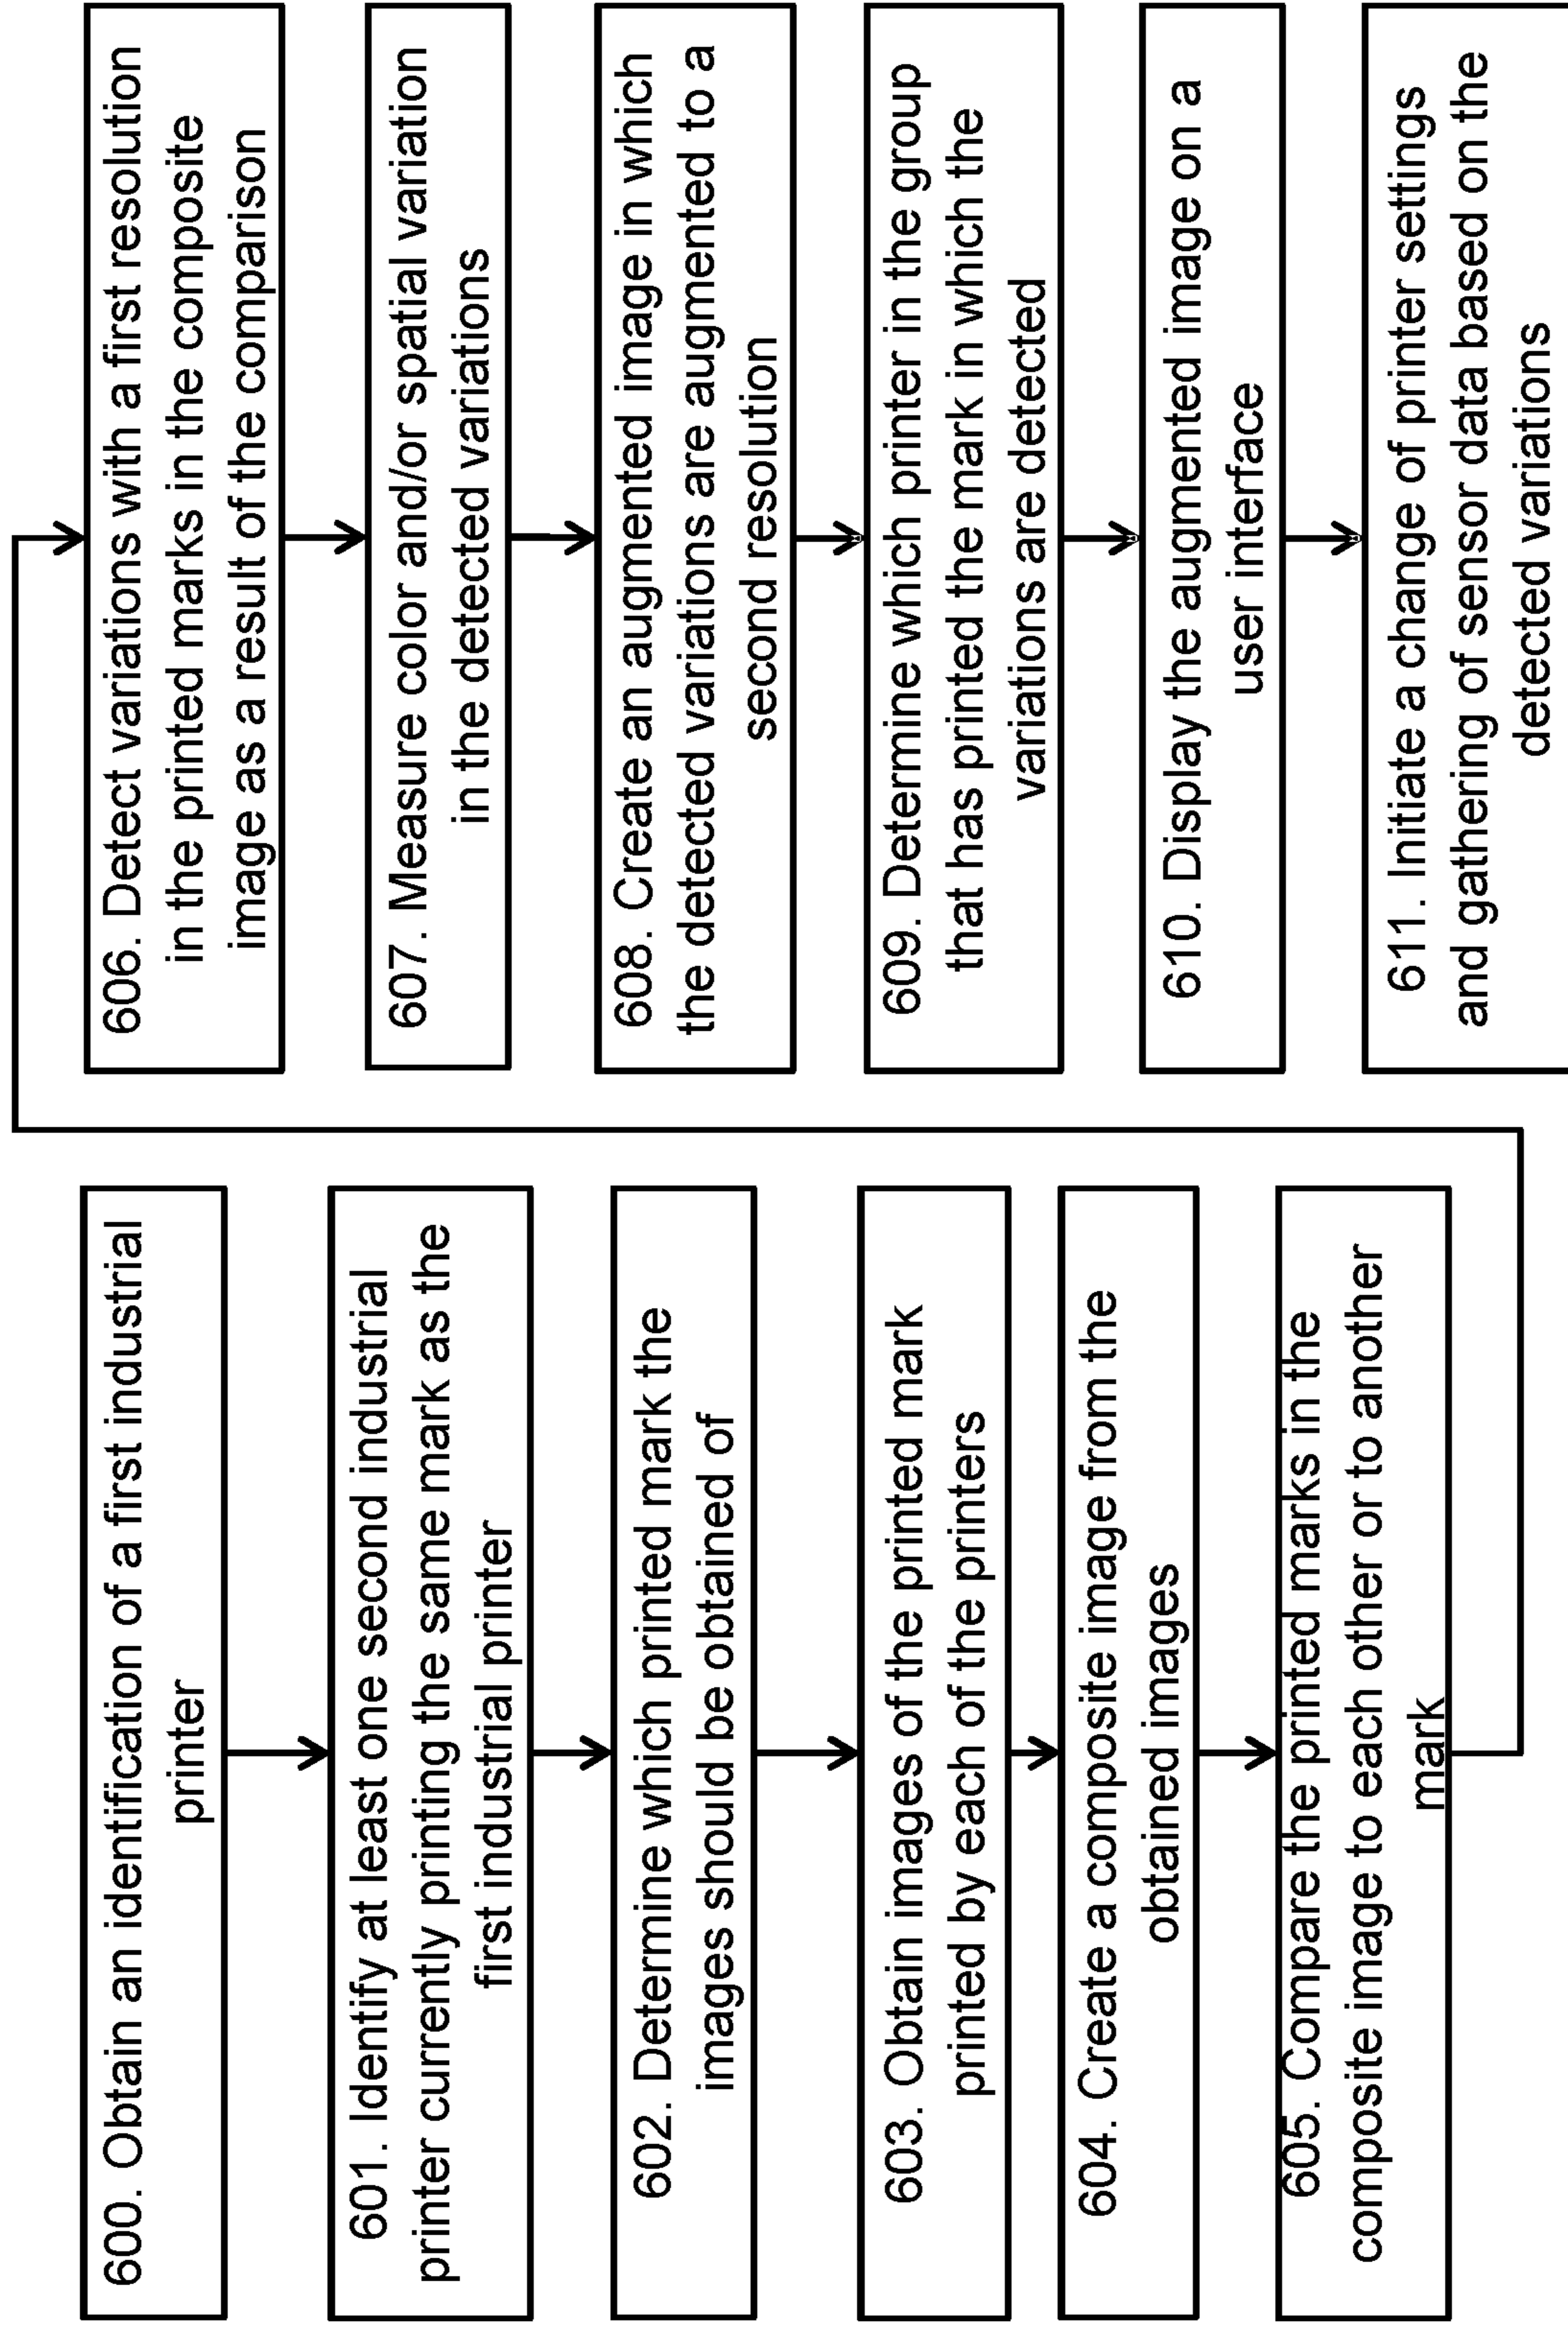 600. Obtain an identification of a first industrial
printer
601. Identify at least one second industrial
printer currently printing the same mark as the
first industrial printer
602. Determine which printed mark the
images should be obtained of
603. Obtain images of the printed mark
printed by each of the printers
604. Create a composite image from the
obtained images
605. Compare the printed marks in the
composite image to each other or to another
mark
606. Detect variations with a first resolution
in the printed marks in the composite
image as a result of the comparison
607. Measure color and/or spatial variation
in the detected variations
608. Create an augmented image in which
the detected variations are augmented to a
second resolution
609. Determine which printer in the group
that has printed the mark in which the
variations are detected
610. Display the augmented image on a
user interface
611. Initiate a change of printer settings
and gathering of sensor data based on the
detected variations